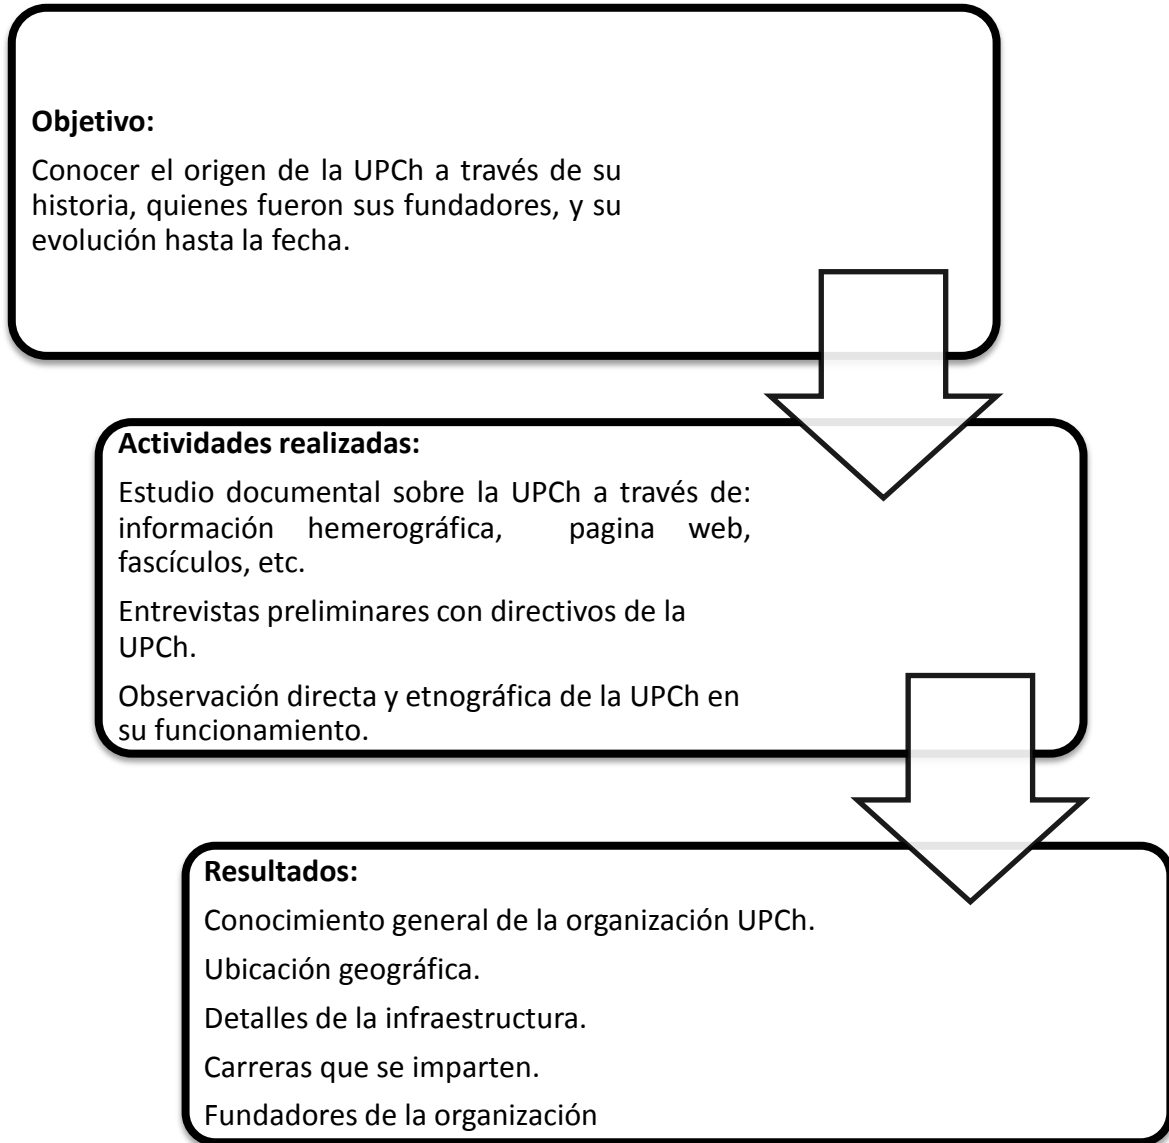 Objetivo:
Conocer el origen de la UPCh a través de su
historia, quienes fueron sus fundadores, y su
evolución hasta la fecha.
Actividades realizadas:
Estudio documental sobre la UPCh a través de:
información hemerográfica, pagina web,
fascículos, etc.
Entrevistas preliminares con directivos de la
UPCh.
Observación directa y etnográfica de la UPCh en
su funcionamiento.
Resultados:
Conocimiento general de la organización UPCh.
Ubicación geográfica.
Detalles de la infraestructura.
Carreras que se imparten.
Fundadores de la organización